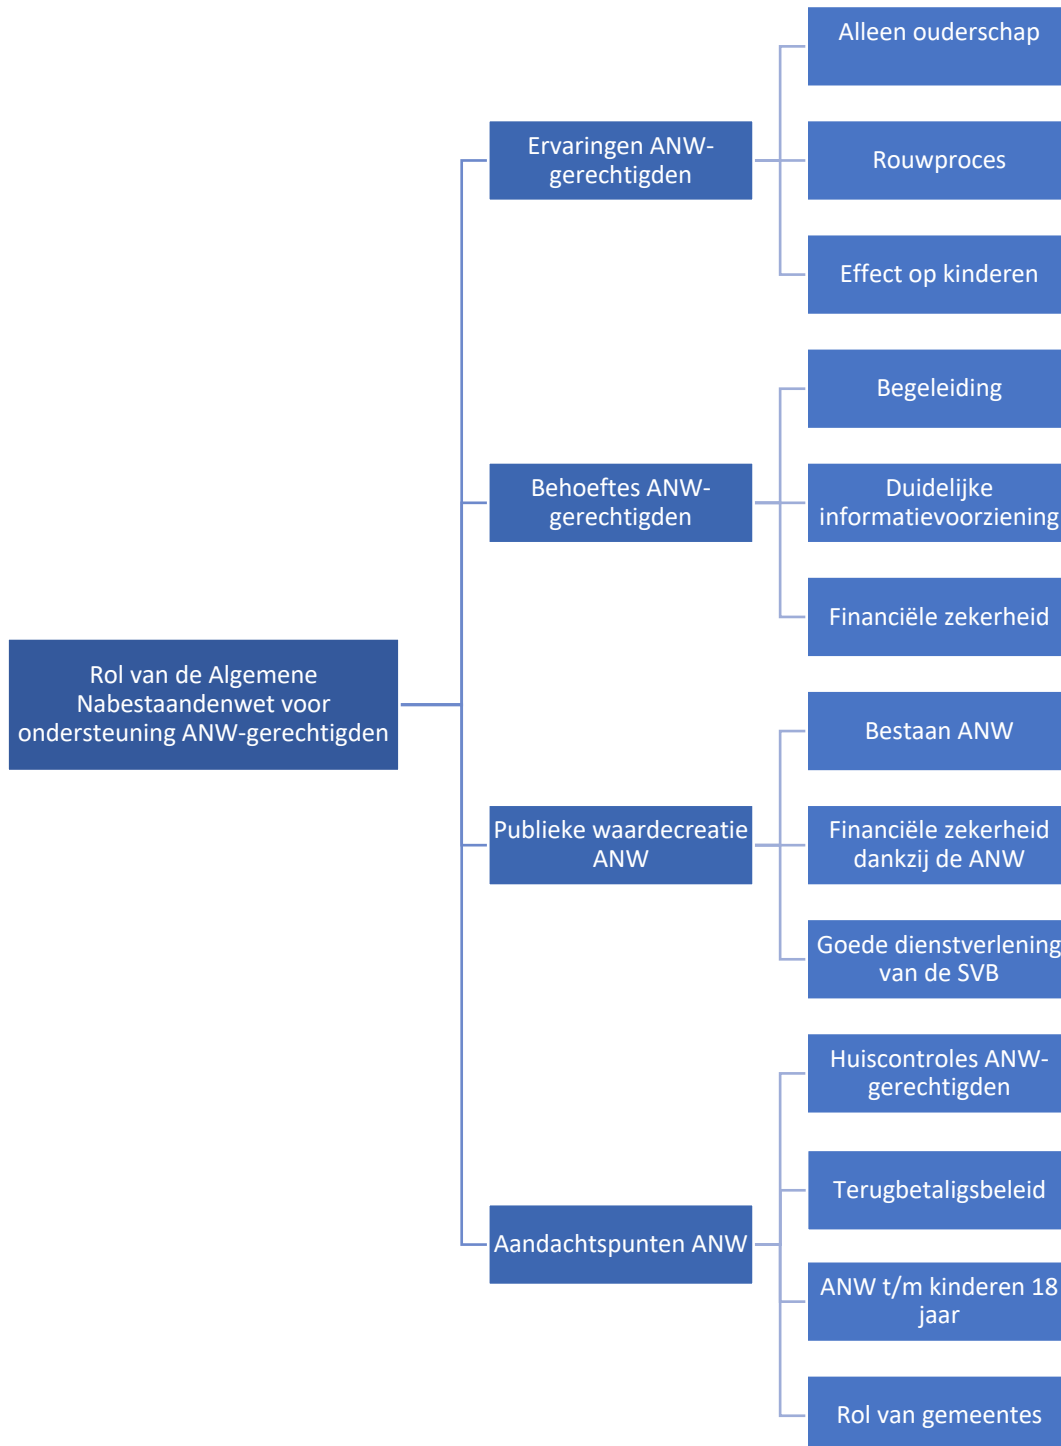 Rol van de Algemene
Nabestaandenwet voor
ondersteuning ANW-gerechtigden
Ervaringen ANW-
gerechtigden
Alleen ouderschap
Rouwproces
Effect op kinderen
Behoeftes ANW-
gerechtigden
Begeleiding
Duidelijke
informatievoorziening
Financiële zekerheid
Publieke waardecreatie
ANW
Bestaan ANW
Financiële zekerheid
dankzij de ANW
Goede dienstverlening
van de SVB
Aandachtspunten ANW
Huiscontroles ANW-
gerechtigden
Terugbetaligsbeleid
ANW t/m kinderen 18
jaar
Rol van gemeentes